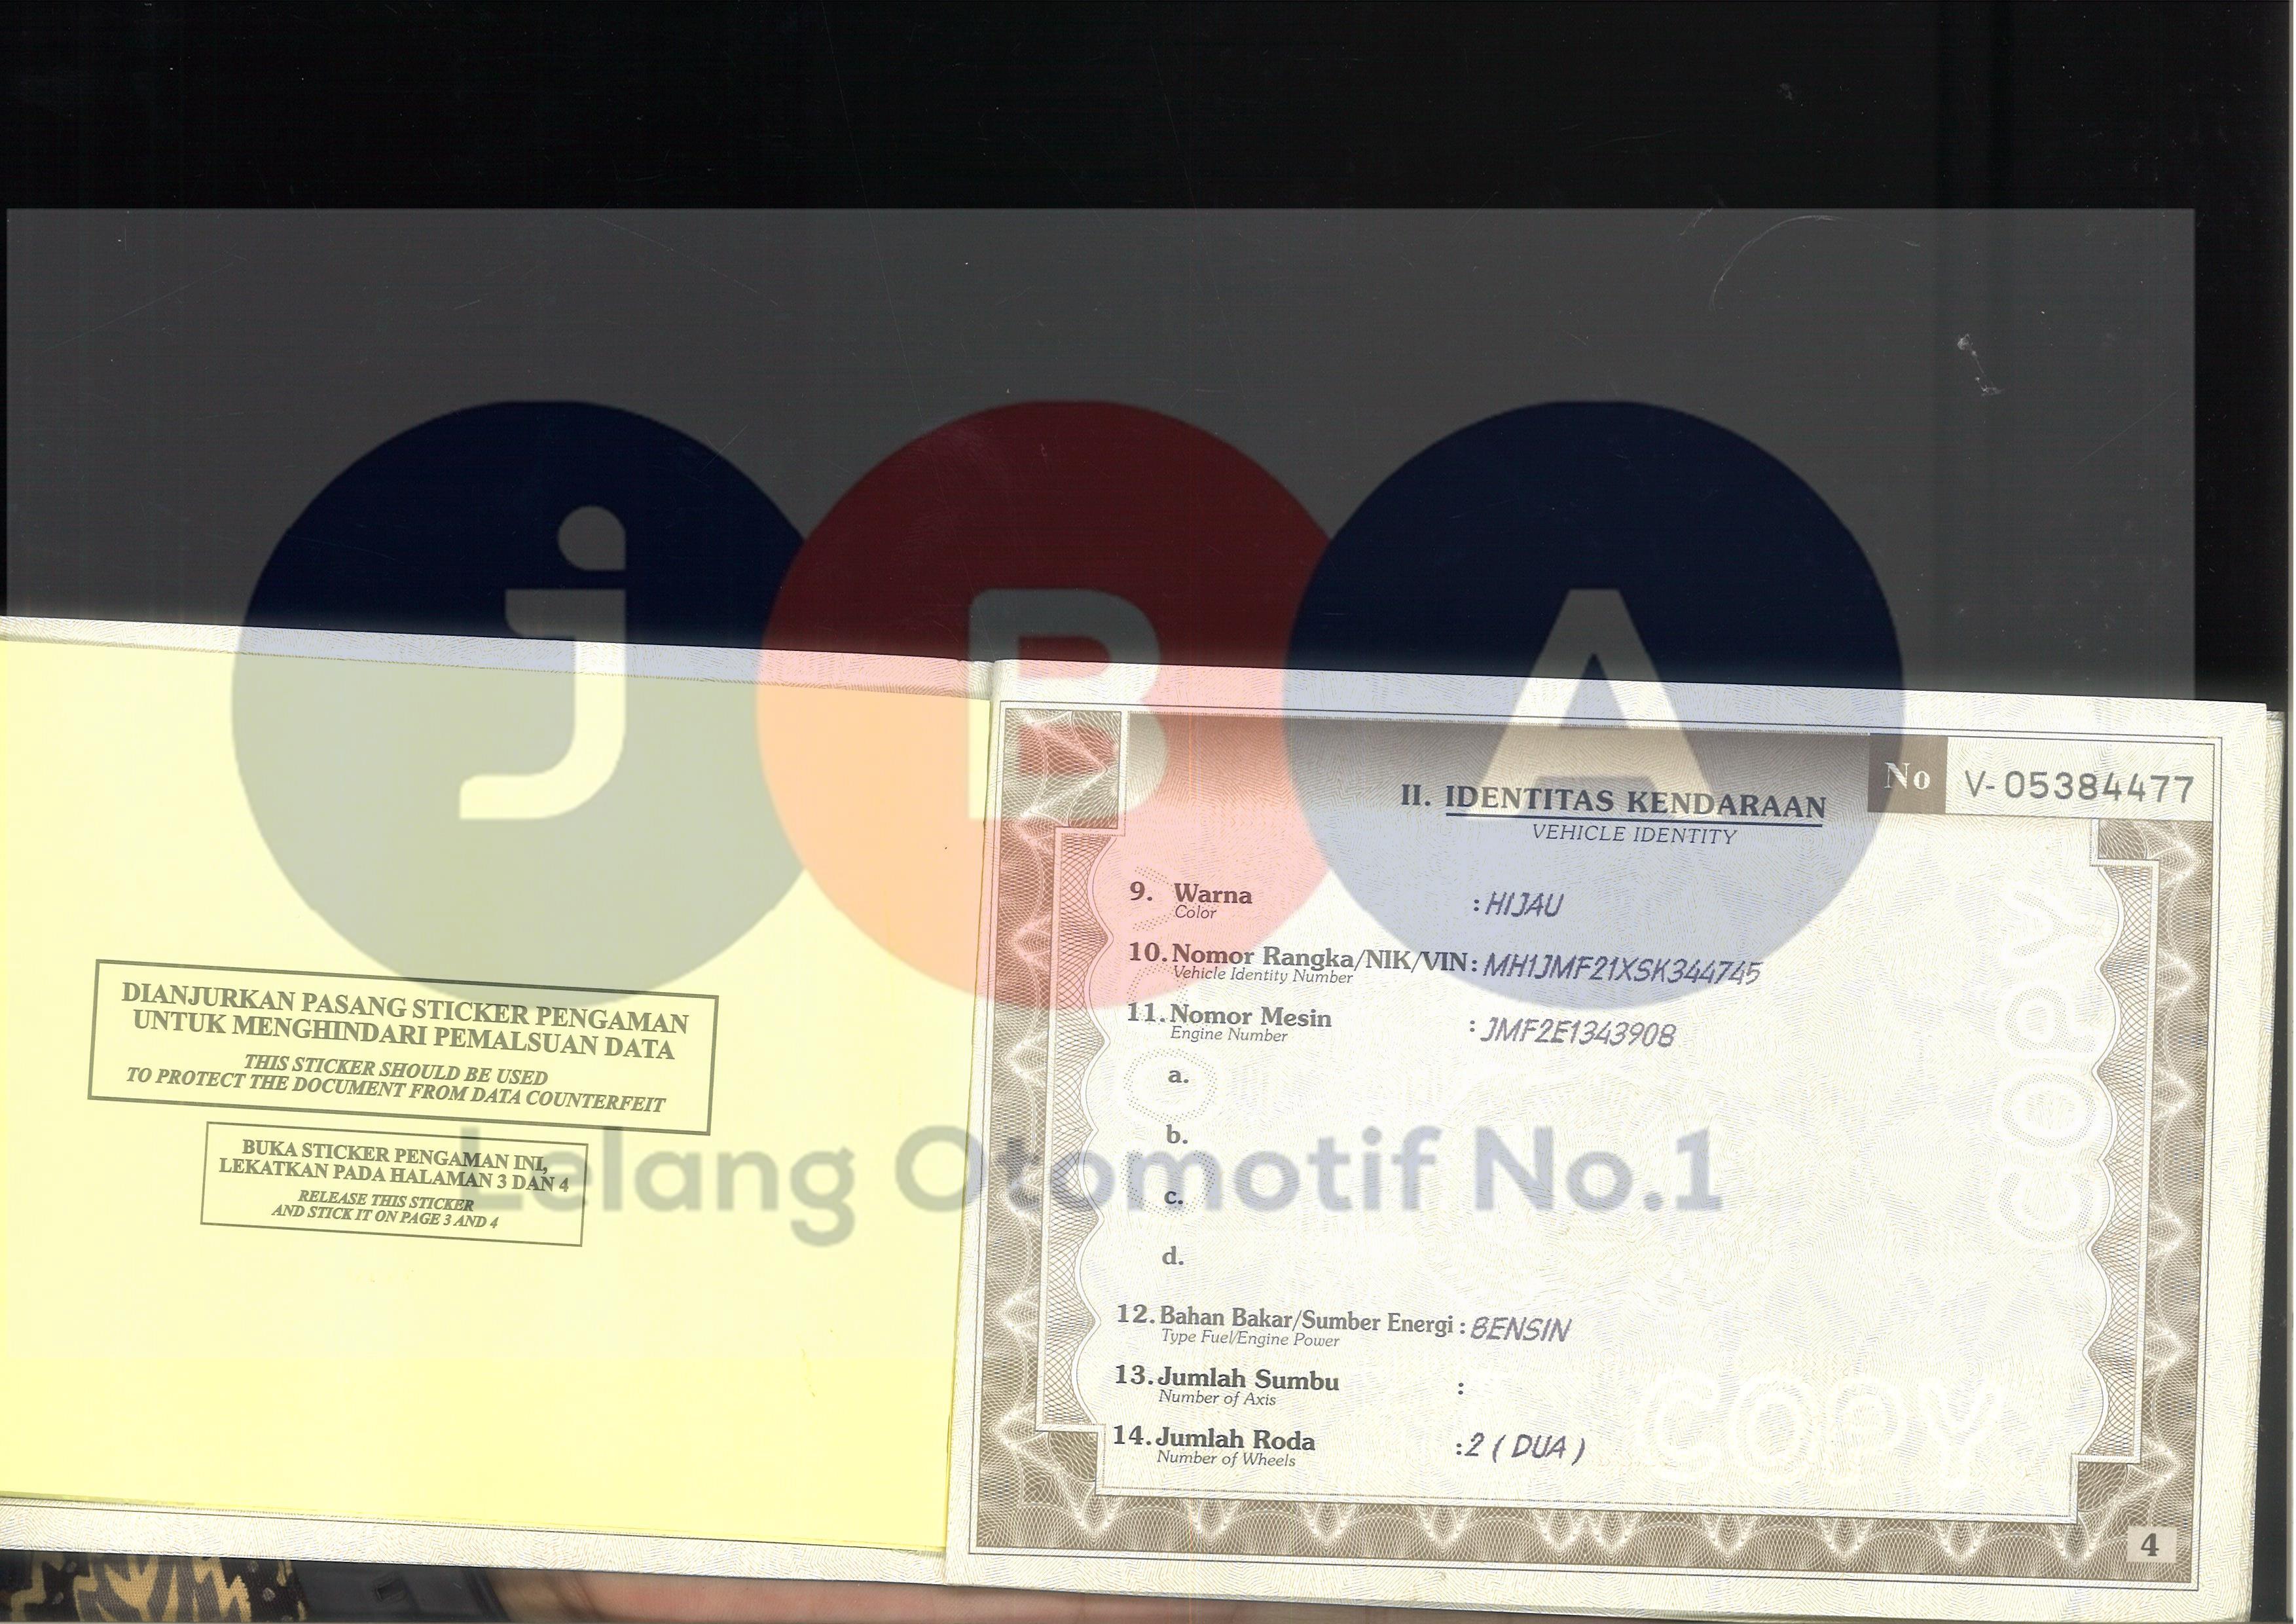 jBA
Lelang Otomotif No.1
DIANJURKAN PASANG STICKER PENGAMAN
UNTUK MENGHINDARI PEMALSUAN DATA
THIS STICKER SHOULD BE USED
TO PROTECT THE DOCUMENT FROM DATA COUNTERFEIT
BUKA STICKER PENGAMAN INI,
LEKATKAN PADA HALAMAN 3 DAN 4
RELEASE THIS STICKER
AND STICK IT ON PAGE 3 AND 4
No V-05384477
II. IDENTITAS KENDARAAN
VEHICLE IDENTITY
9. Warna : HIJAU
Color
10. Nomor Rangka/NIK/VIN : MH1JMF21XSK344745
Vehicle Identity Number
11. Nomor Mesin : JMF2E1343908
Engine Number
a.
b.
c.
d.
12. Bahan Bakar/Sumber Energi : BENSIN
Type Fuel/Engine Power
13. Jumlah Sumbu :
Number of Axis
14. Jumlah Roda : 2 ( DUA )
Number of Wheels
COPY
COPY
4